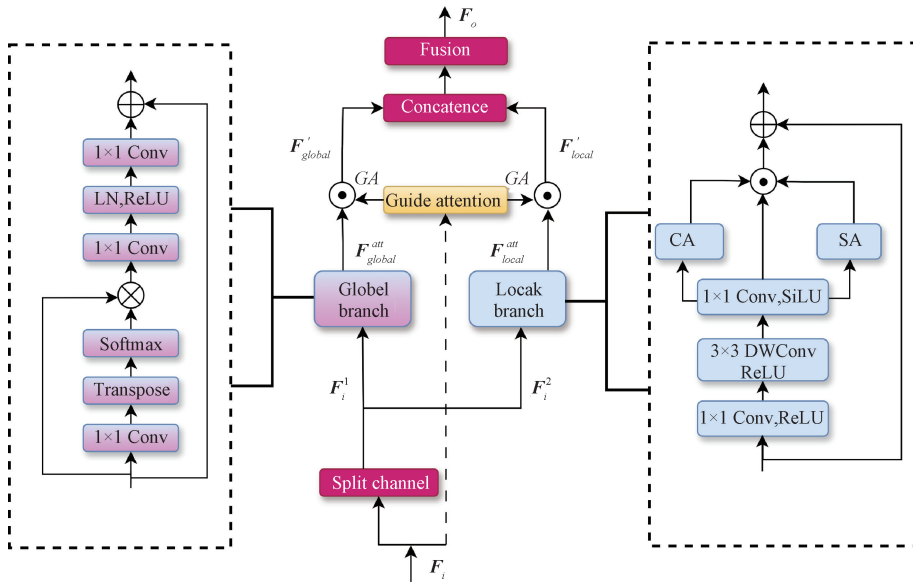 F_o
Fusion
Concatence
F'_global
F'_local
GA
Guide attention
GA
F^att_global
F^att_local
Globel
branch
Locak
branch
F_i^1
F_i^2
Split channel
F_i
1×1 Conv
LN,ReLU
1×1 Conv
Softmax
Transpose
1×1 Conv
CA
SA
1×1 Conv,SiLU
3×3 DWConv
ReLU
1×1 Conv,ReLU